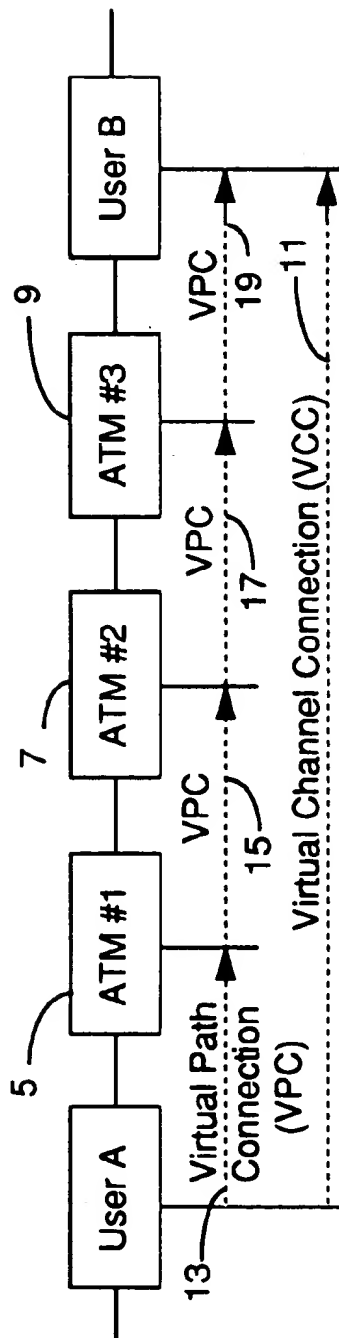 5
7
9
User A
ATM #1
ATM #2
ATM #3
User B
Virtual Path
Connection
(VPC)
VPC
VPC
VPC
13
15
17
19
Virtual Channel Connection (VCC)
11